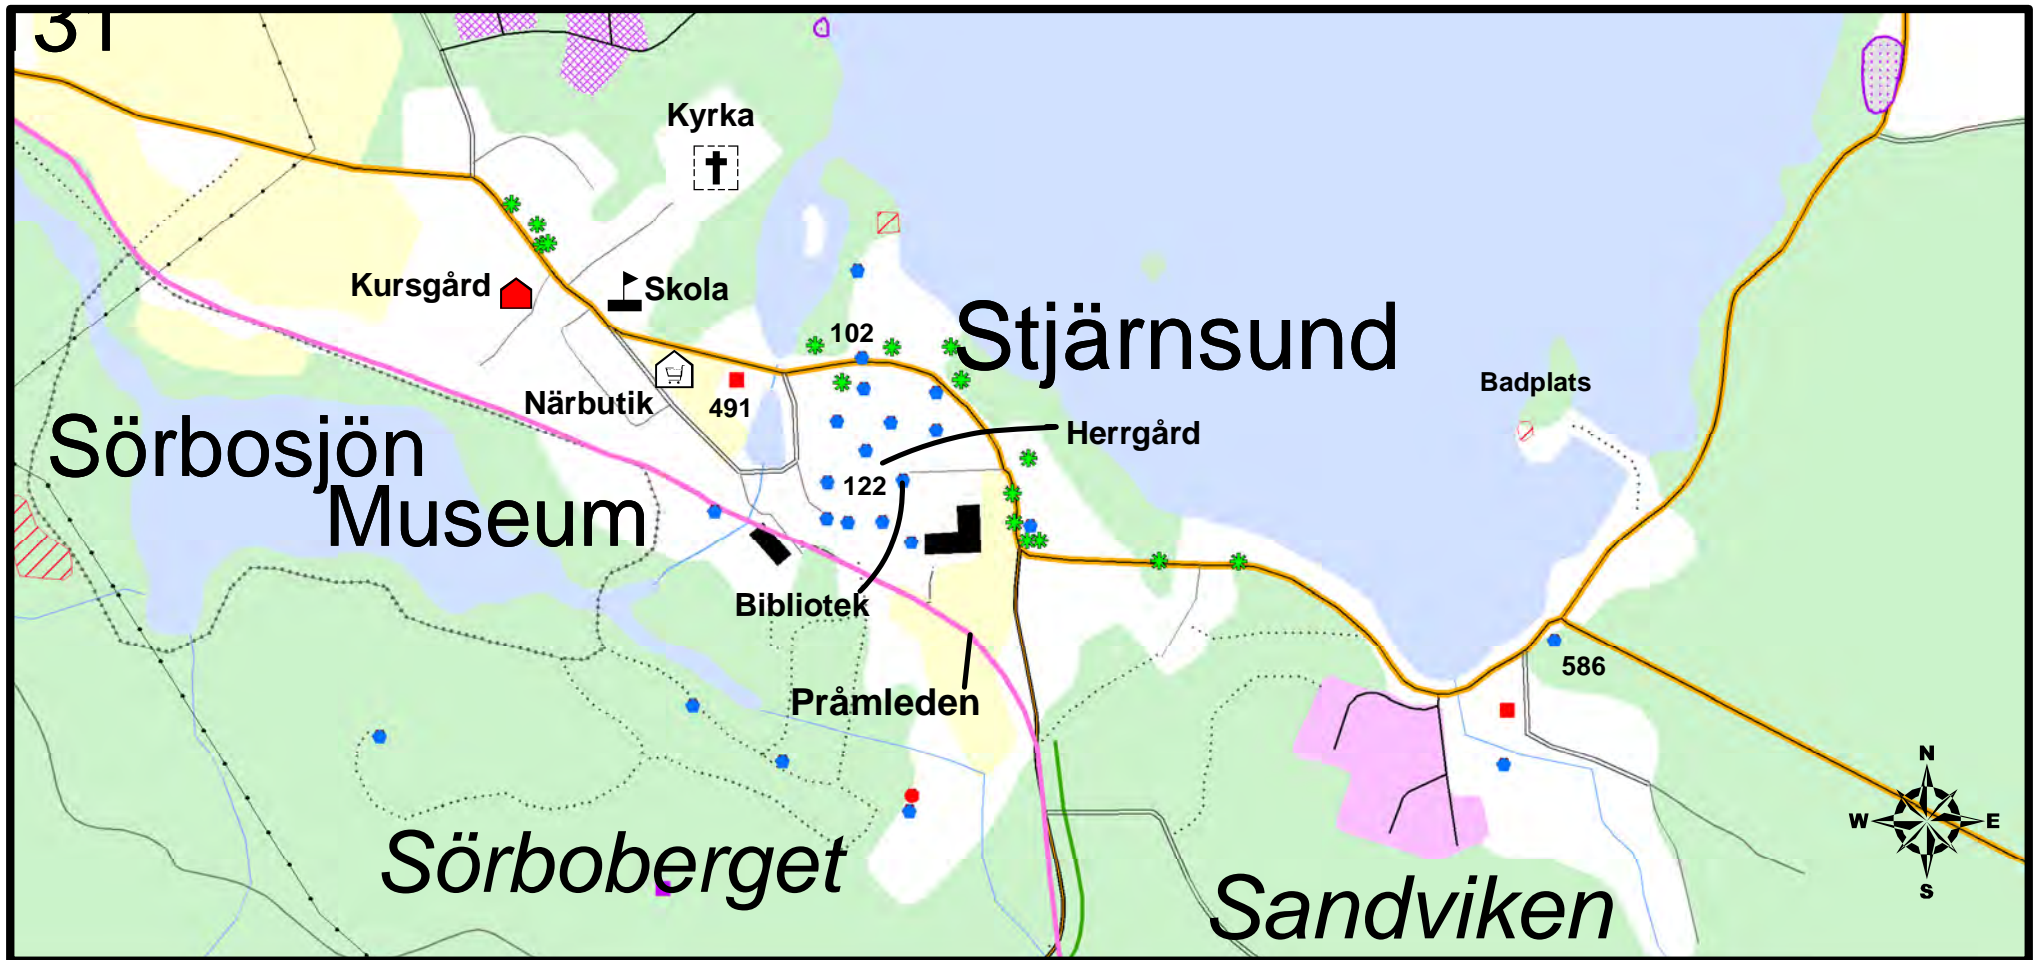 31
Kyrka
Kursgård
Skola
Stjärnsund
102
Närbutik
491
Badplats
Herrgård
Sörbosjön
Museum
122
Bibliotek
586
Pråmleden
Sörboberget
Sandviken
N
W E
S